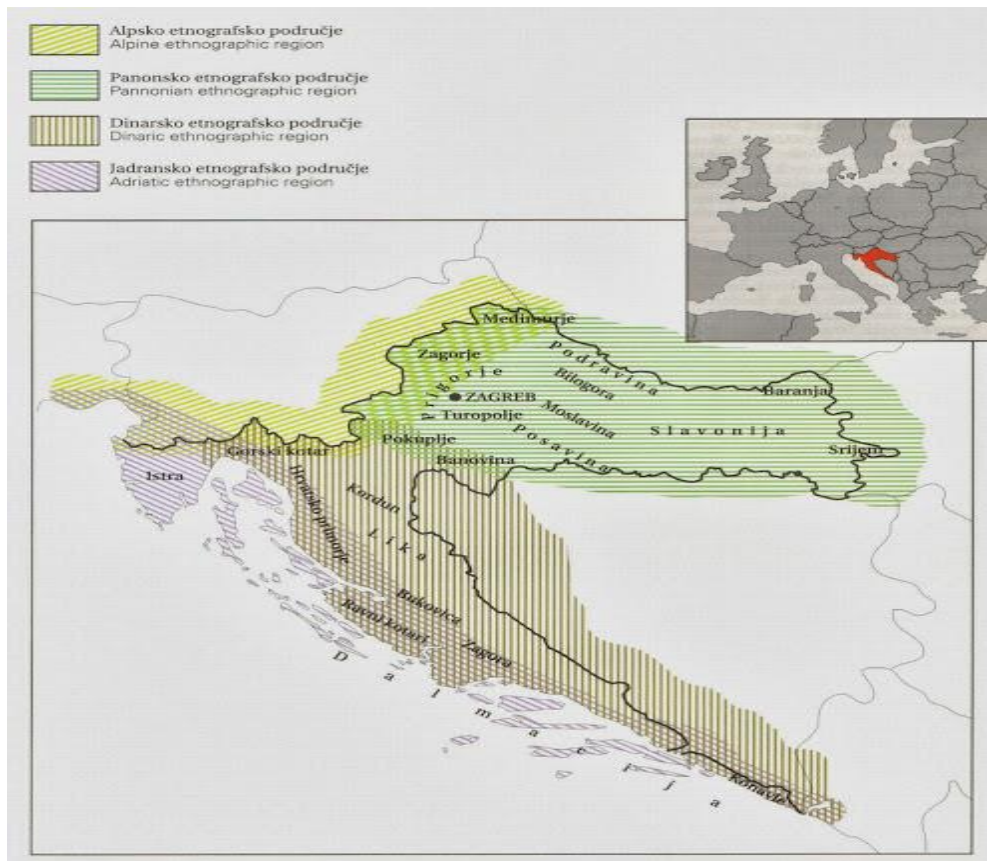 Alpsko etnografsko područje
Alpine ethnographic region
Panonsko etnografsko područje
Pannonian ethnographic region
Dinarsko etnografsko područje
Dinaric ethnographic region
Jadransko etnografsko područje
Adriatic ethnographic region
Međimurje
Zagorje
Podravina
Prigorje
Bilogora
Baranja
ZAGREB
Turopolje
Moslavina
Slavonija
Pokuplje
Posavina
Gorski kotar
Banovina
Srijem
Istra
Hrvatsko primorje
Kordun
Lika
Bukovica
Ravni kotari
Zagora
Dalmacija
Konavle